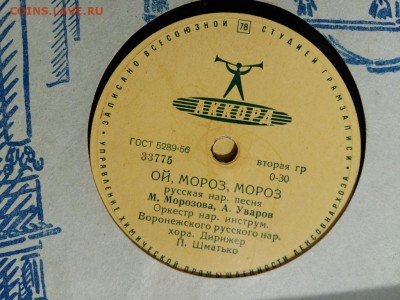 COINS.LAVE.RU
ЗАПИСАНО ВСЕСОЮЗНОЙ СТУДИЕЙ ГРАМЗАПИСИ
78
АККОРД
ГОСТ 5289-56
33775
вторая гр
0-30
ОЙ, МОРОЗ, МОРОЗ
русская нар. песня
М. Морозова, А. Уваров
Оркестр нар. инструм.
Воронежского русского нар.
хора. Дирижер
П. Шматько
УПРАВЛЕНИЕ ХИМИЧЕСКОЙ ПРОМЫШЛЕННОСТИ ЛЕНСОВНАРХОЗА